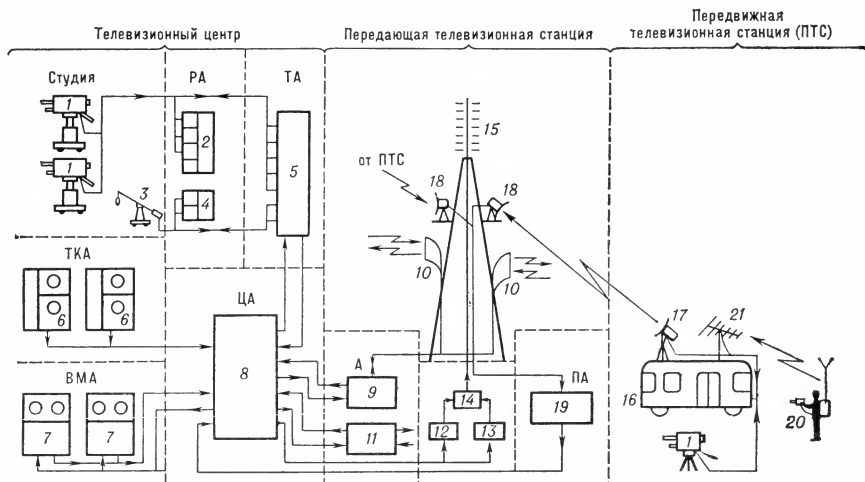 Телевизионный центр
Передающая телевизионная станция
Передвижная
телевизионная станция (ПТС)
Студия
РА
ТА
1
1
2
3
4
5
15
от ПТС
18
18
10
10
ТКА
6
6
ЦА
8
ВМА
7
7
А
9
11
12
13
14
ПА
19
17
21
16
1
20